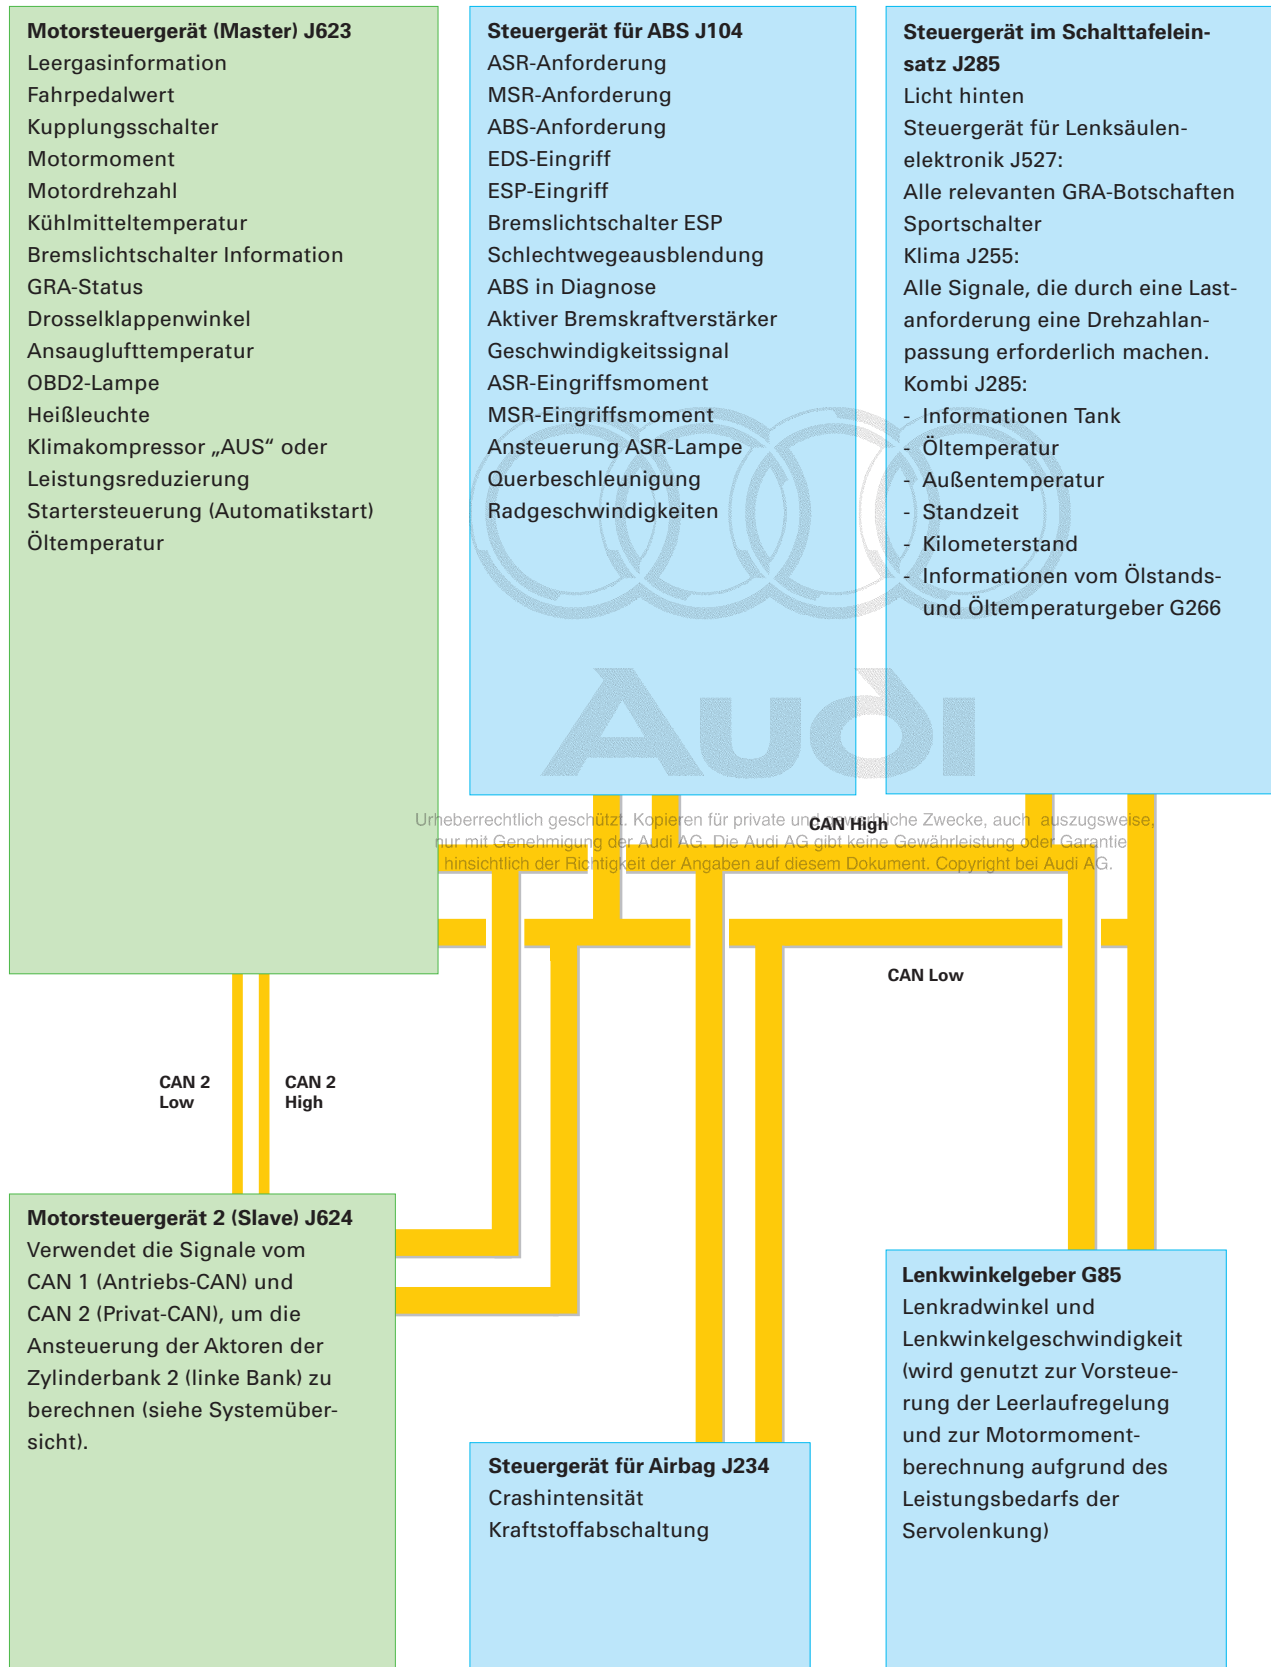 Motorsteuergerät (Master) J623
Leergasinformation
Fahrpedalwert
Kupplungsschalter
Motormoment
Motordrehzahl
Kühlmitteltemperatur
Bremslichtschalter Information
GRA-Status
Drosselklappenwinkel
Ansauglufttemperatur
OBD2-Lampe
Heißleuchte
Klimakompressor „AUS“ oder
Leistungsreduzierung
Startersteuerung (Automatikstart)
Öltemperatur
Steuergerät für ABS J104
ASR-Anforderung
MSR-Anforderung
ABS-Anforderung
EDS-Eingriff
ESP-Eingriff
Bremslichtschalter ESP
Schlechtwegeausblendung
ABS in Diagnose
Aktiver Bremskraftverstärker
Geschwindigkeitssignal
ASR-Eingriffsmoment
MSR-Eingriffsmoment
Ansteuerung ASR-Lampe
Querbeschleunigung
Radgeschwindigkeiten
Steuergerät im Schalttafelein-
satz J285
Licht hinten
Steuergerät für Lenksäulen-
elektronik J527:
Alle relevanten GRA-Botschaften
Sportschalter
Klima J255:
Alle Signale, die durch eine Last-
anforderung eine Drehzahlan-
passung erforderlich machen.
Kombi J285:
- Informationen Tank
- Öltemperatur
- Außentemperatur
- Standzeit
- Kilometerstand
- Informationen vom Ölstands-
und Öltemperaturgeber G266
Audi
Urheberrechtlich geschützt. Kopieren für private und gewerbliche Zwecke, auch auszugsweise,
nur mit Genehmigung der Audi AG. Die Audi AG gibt keine Gewährleistung oder Garantie
hinsichtlich der Richtigkeit der Angaben auf diesem Dokument. Copyright bei Audi AG.
CAN High
CAN Low
CAN 2
Low
CAN 2
High
Motorsteuergerät 2 (Slave) J624
Verwendet die Signale vom
CAN 1 (Antriebs-CAN) und
CAN 2 (Privat-CAN), um die
Ansteuerung der Aktoren der
Zylinderbank 2 (linke Bank) zu
berechnen (siehe Systemüber-
sicht).
Steuergerät für Airbag J234
Crashintensität
Kraftstoffabschaltung
Lenkwinkelgeber G85
Lenkradwinkel und
Lenkwinkelgeschwindigkeit
(wird genutzt zur Vorsteue-
rung der Leerlaufregelung
und zur Motormoment-
berechnung aufgrund des
Leistungsbedarfs der
Servolenkung)